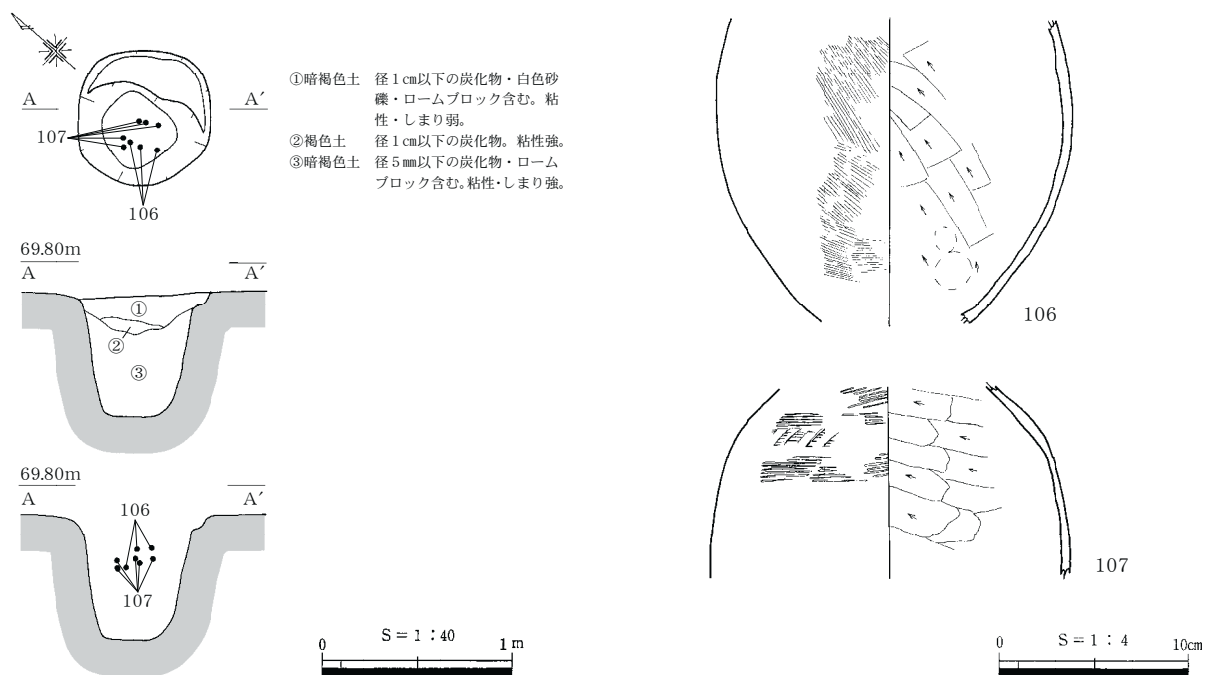 A A′
107
106
①暗褐色土 径１㎝以下の炭化物・白色砂
礫・ロームブロック含む。粘
性・しまり弱。
②褐色土 径１㎝以下の炭化物。粘性強。
③暗褐色土 径５㎜以下の炭化物・ローム
ブロック含む。粘性・しまり強。
69.80m
A A′
①
②
③
69.80m
A A′
106
107
0 S＝1：40 1m
106
107
0 S＝1：4 10cm